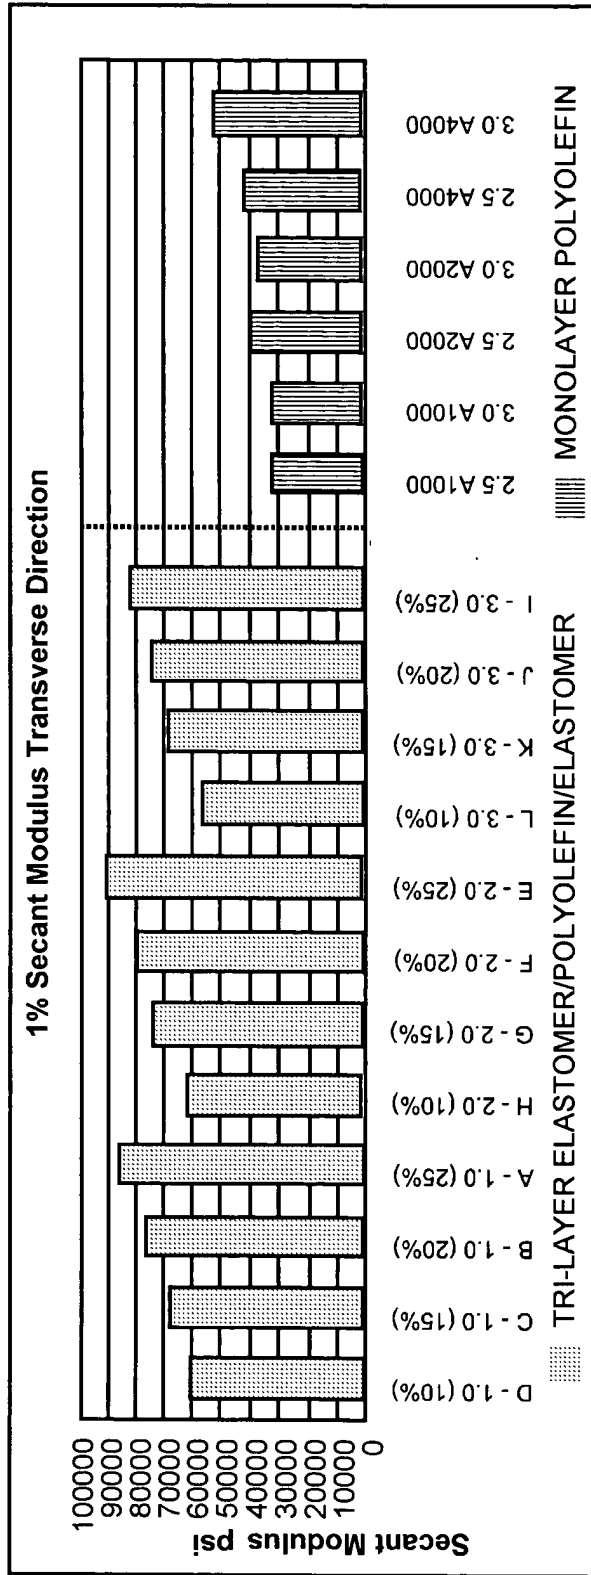 1% Secant Modulus Transverse Direction
Secant Modulus psi
100000
90000
80000
70000
60000
50000
40000
30000
20000
10000
0
D - 1.0 (10%)
C - 1.0 (15%)
B - 1.0 (20%)
A - 1.0 (25%)
H - 2.0 (10%)
G - 2.0 (15%)
F - 2.0 (20%)
E - 2.0 (25%)
L - 3.0 (10%)
K - 3.0 (15%)
J - 3.0 (20%)
I - 3.0 (25%)
2.5 A1000
3.0 A1000
2.5 A2000
3.0 A2000
2.5 A4000
3.0 A4000
TRI-LAYER ELASTOMER/POLYOLEFIN/ELASTOMER
MONOLAYER POLYOLEFIN